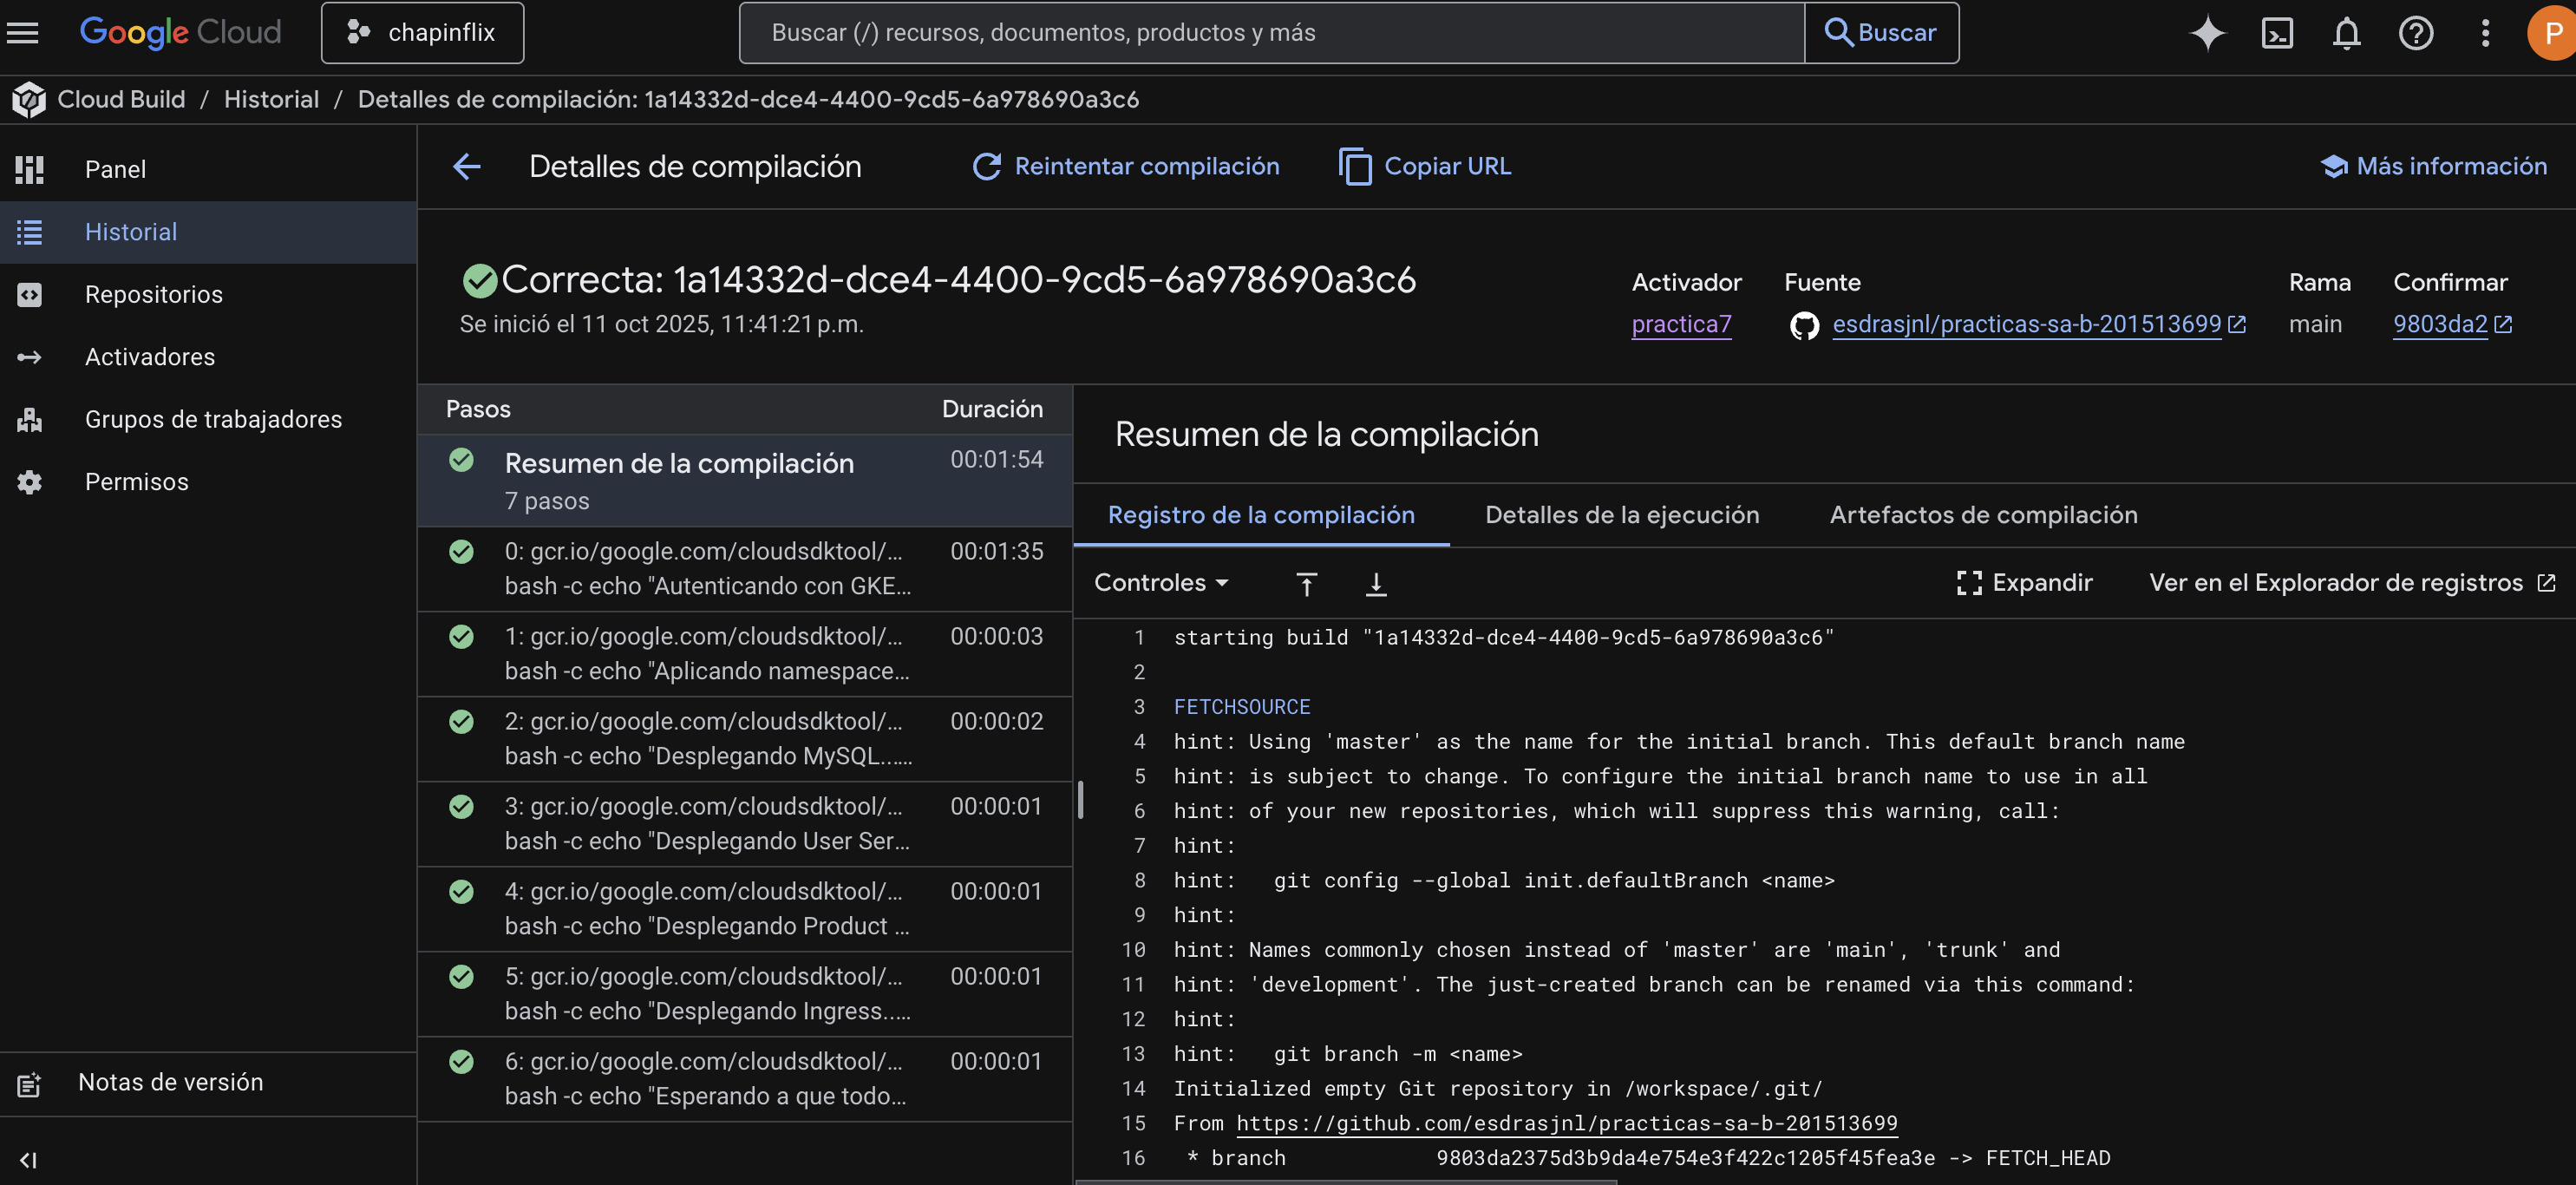 Google Cloud
chapinflix
Buscar (/) recursos, documentos, productos y más
Buscar
P
Cloud Build / Historial / Detalles de compilación: 1a14332d-dce4-4400-9cd5-6a978690a3c6
Panel
Historial
Repositorios
Activadores
Grupos de trabajadores
Permisos
Notas de versión
Detalles de compilación
Reintentar compilación
Copiar URL
Más información
Correcta: 1a14332d-dce4-4400-9cd5-6a978690a3c6
Se inició el 11 oct 2025, 11:41:21 p.m.
Activador
practica7
Fuente
esdrasjnl/practicas-sa-b-201513699
Rama
main
Confirmar
9803da2
Pasos Duración
Resumen de la compilación 00:01:54
7 pasos
0: gcr.io/google.com/cloudsdktool/... 00:01:35
bash -c echo "Autenticando con GKE...
1: gcr.io/google.com/cloudsdktool/... 00:00:03
bash -c echo "Aplicando namespace...
2: gcr.io/google.com/cloudsdktool/... 00:00:02
bash -c echo "Desplegando MySQL......
3: gcr.io/google.com/cloudsdktool/... 00:00:01
bash -c echo "Desplegando User Ser...
4: gcr.io/google.com/cloudsdktool/... 00:00:01
bash -c echo "Desplegando Product ...
5: gcr.io/google.com/cloudsdktool/... 00:00:01
bash -c echo "Desplegando Ingress......
6: gcr.io/google.com/cloudsdktool/... 00:00:01
bash -c echo "Esperando a que todo...
Resumen de la compilación
Registro de la compilación
Detalles de la ejecución
Artefactos de compilación
Controles
Expandir
Ver en el Explorador de registros
1 starting build "1a14332d-dce4-4400-9cd5-6a978690a3c6"
2
3 FETCHSOURCE
4 hint: Using 'master' as the name for the initial branch. This default branch name
5 hint: is subject to change. To configure the initial branch name to use in all
6 hint: of your new repositories, which will suppress this warning, call:
7 hint:
8 hint:   git config --global init.defaultBranch <name>
9 hint:
10 hint: Names commonly chosen instead of 'master' are 'main', 'trunk' and
11 hint: 'development'. The just-created branch can be renamed via this command:
12 hint:
13 hint:   git branch -m <name>
14 Initialized empty Git repository in /workspace/.git/
15 From https://github.com/esdrasjnl/practicas-sa-b-201513699
16  * branch            9803da2375d3b9da4e754e3f422c1205f45fea3e -> FETCH_HEAD